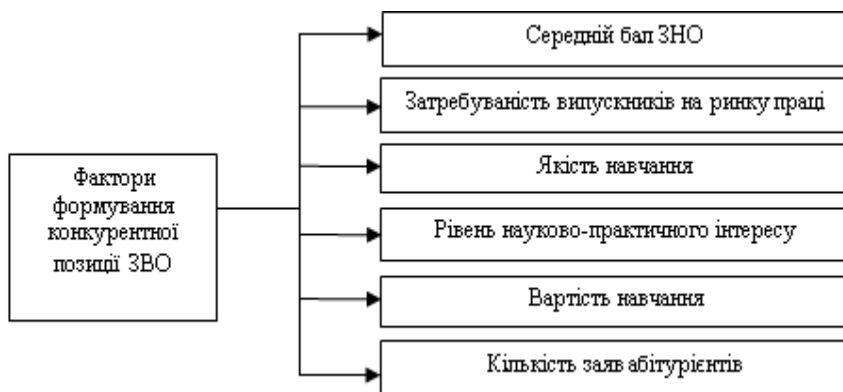 Середній бал ЗНО
Затребуваність випускників на ринку праці
Якість навчання
Фактори
формування
конкурентної
позиції ЗВО
Рівень науково-практичного інтересу
Вартість навчання
Кількість заяв абітурієнтів